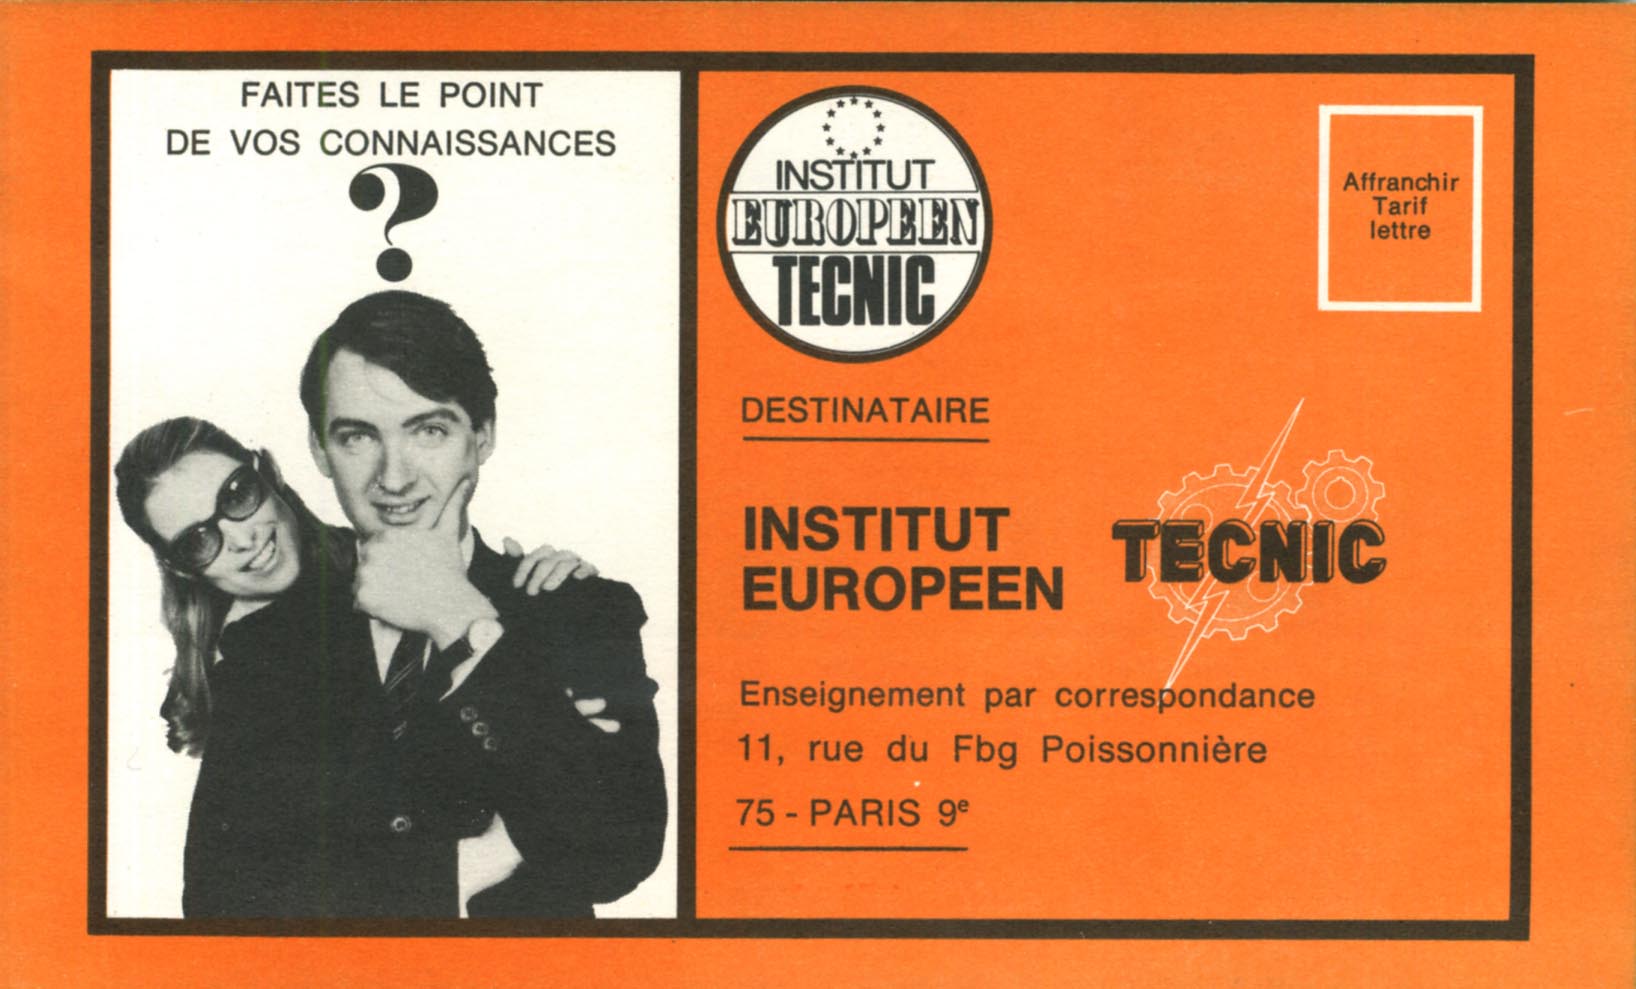 FAITES LE POINT
DE VOS CONNAISSANCES
?
INSTITUT
EUROPEEN
TECNIC
Affranchir
Tarif
lettre
DESTINATAIRE
INSTITUT
EUROPEEN
TECNIC
Enseignement par correspondance
11, rue du Fbg Poissonnière
75 - PARIS 9e